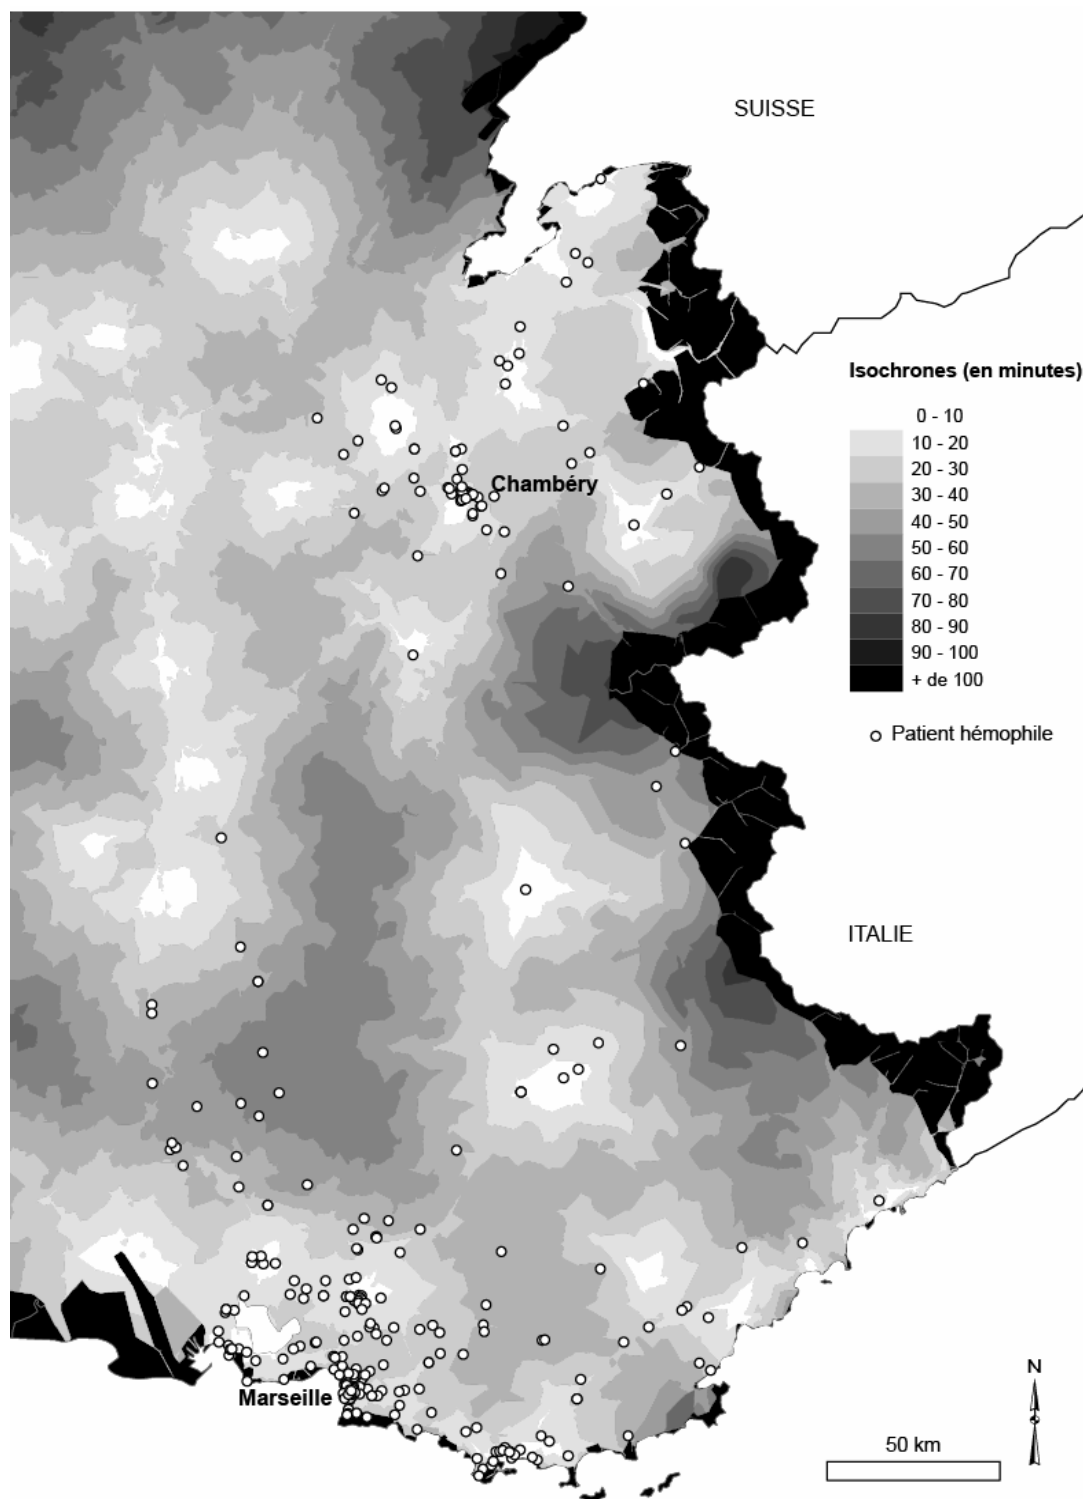 SUISSE
Isochrones (en minutes)
0 - 10
10 - 20
20 - 30
30 - 40
40 - 50
50 - 60
60 - 70
70 - 80
80 - 90
90 - 100
+ de 100
Patient hémophile
Chambéry
ITALIE
Marseille
N
50 km